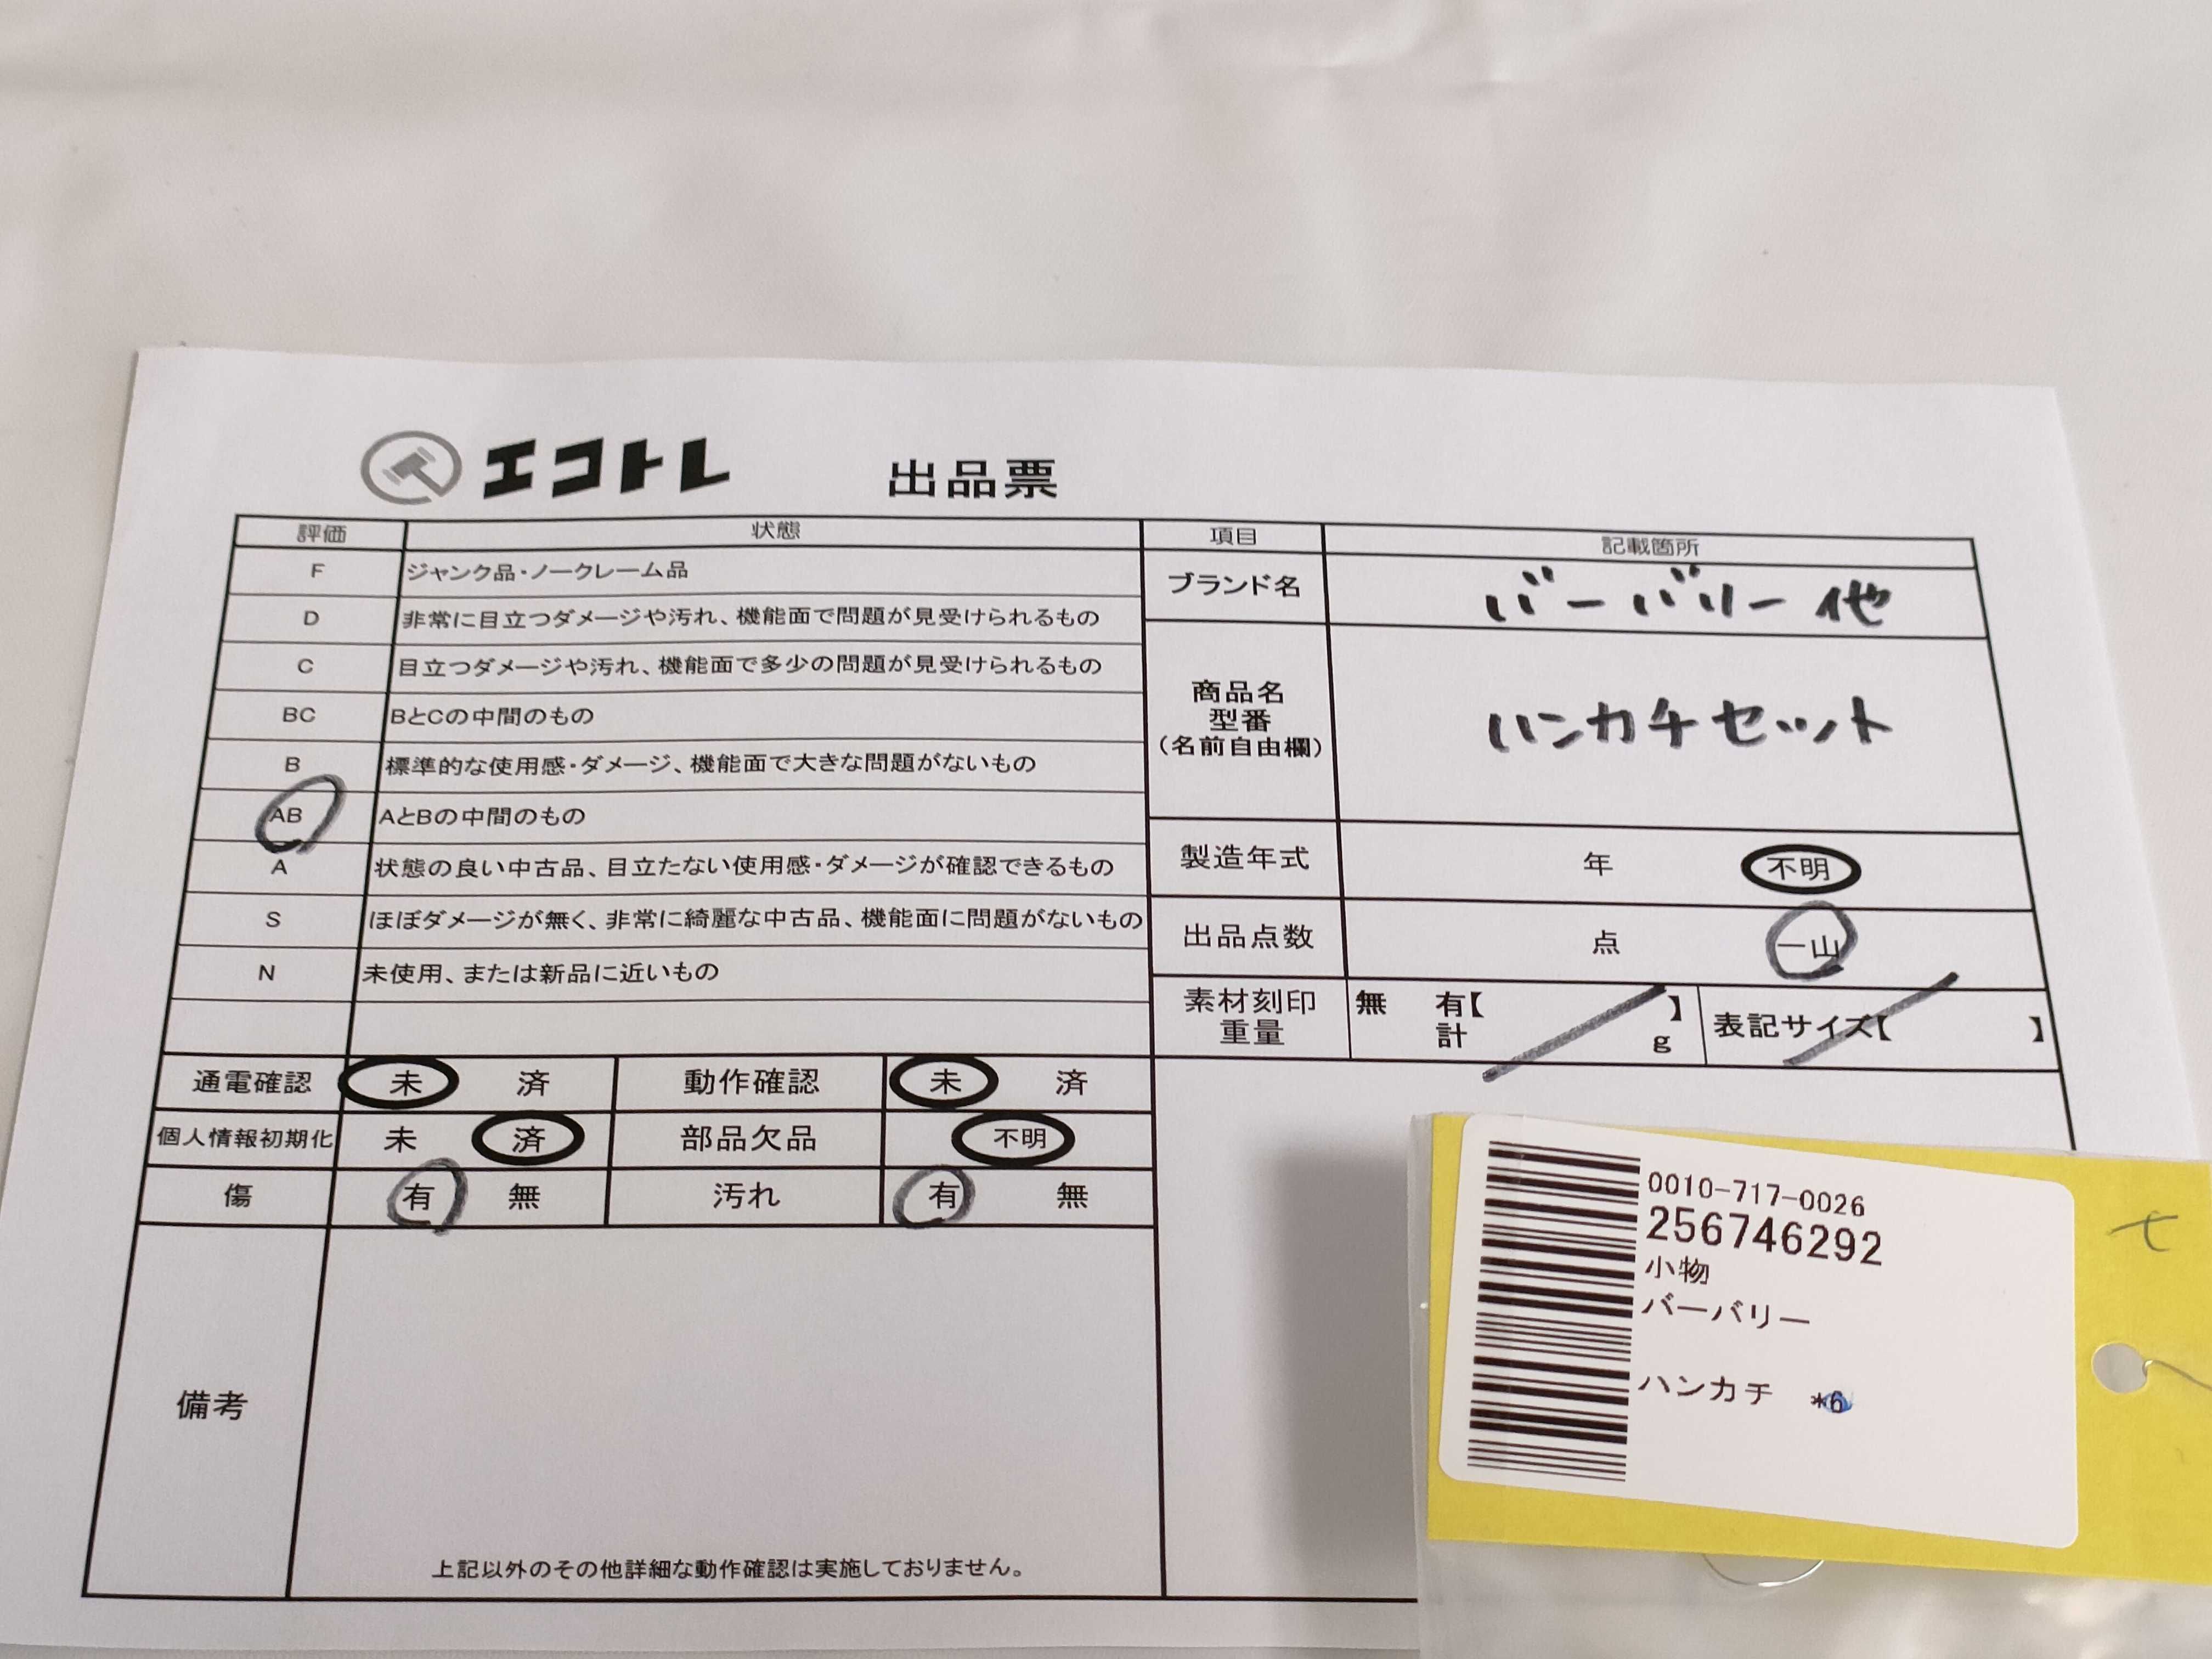 エコトレ 出品票
評価 状態
F ジャンク品・ノークレーム品
D 非常に目立つダメージや汚れ、機能面で問題が見受けられるもの
C 目立つダメージや汚れ、機能面で多少の問題が見受けられるもの
BC BとCの中間のもの
B 標準的な使用感・ダメージ、機能面で大きな問題がないもの
AB AとBの中間のもの
A 状態の良い中古品、目立たない使用感・ダメージが確認できるもの
S ほぼダメージが無く、非常に綺麗な中古品、機能面に問題がないもの
N 未使用、または新品に近いもの
項目 記載箇所
ブランド名 バーバリー 他
商品名
型番
(名前自由欄)
ハンカチセット
製造年式 年 不明
出品点数 点 一山
素材刻印 無 有【 】
重量 計 g
表記サイズ【 】
通電確認 未 済 動作確認 未 済
個人情報初期化 未 済 部品欠品 不明
傷 有 無 汚れ 有 無
備考
上記以外のその他詳細な動作確認は実施しておりません。
0010-717-0026
256746292
小物
バーバリー
ハンカチ *6